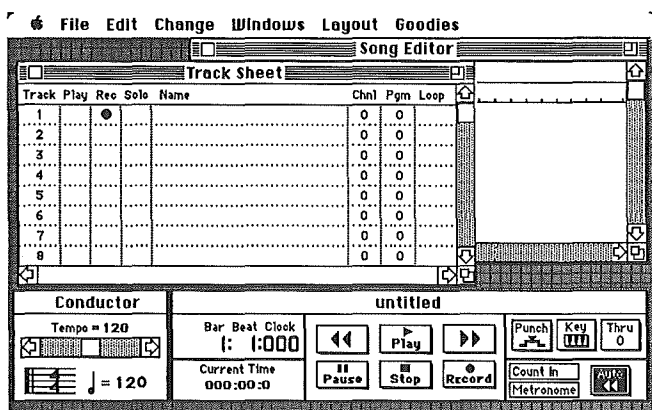 File Edit Change Windows Layout Goodies
Song Editor
Track Sheet
Track Play Rec Solo Name Chnl Pgm Loop
1 0 0
2 0 0
3 0 0
4 0 0
5 0 0
6 0 0
7 0 0
8 0 0
Conductor
Tempo = 120
= 120
untitled
Bar Beat Clock
1: 1:000
Current Time
000:00:0
Play
Pause Stop Record
Punch Key Thru
0
Count In
Metronome
Auto